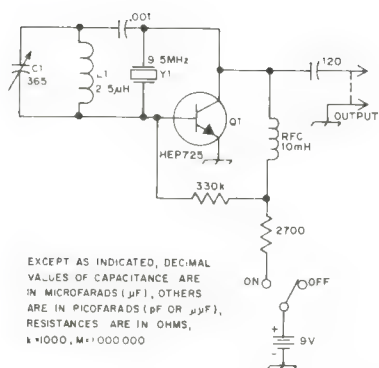 .001
C1
365
L1
2.5µH
9.5MHz
Y1
Q1
HEP725
120
OUTPUT
RFC
10mH
330k
2700
ON
OFF
+
9V
-
EXCEPT AS INDICATED, DECIMAL
VALUES OF CAPACITANCE ARE
IN MICROFARADS (µF), OTHERS
ARE IN PICOFARADS (pF OR µµF),
RESISTANCES ARE IN OHMS,
k=1000, M=1000000